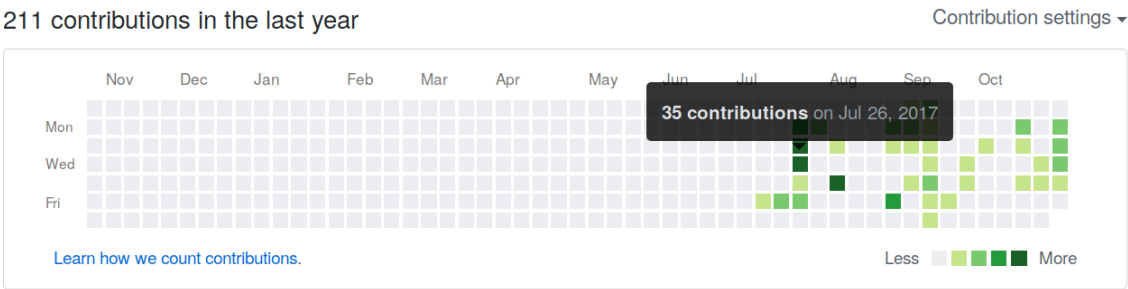 211 contributions in the last year
Contribution settings
Nov Dec Jan Feb Mar Apr May Jun Jul Aug Sep Oct
35 contributions on Jul 26, 2017
Mon
Wed
Fri
Learn how we count contributions.
Less More